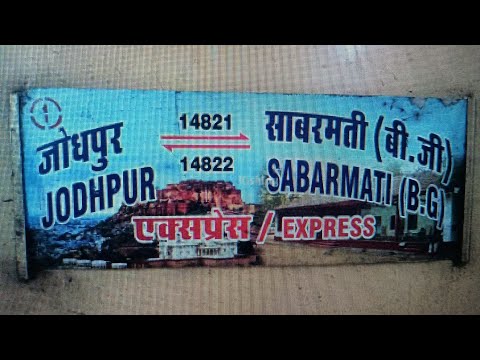 जोधपुर 14821 साबरमती (बी.जी)
JODHPUR 14822 SABARMATI (B.G)
एक्सप्रेस / EXPRESS